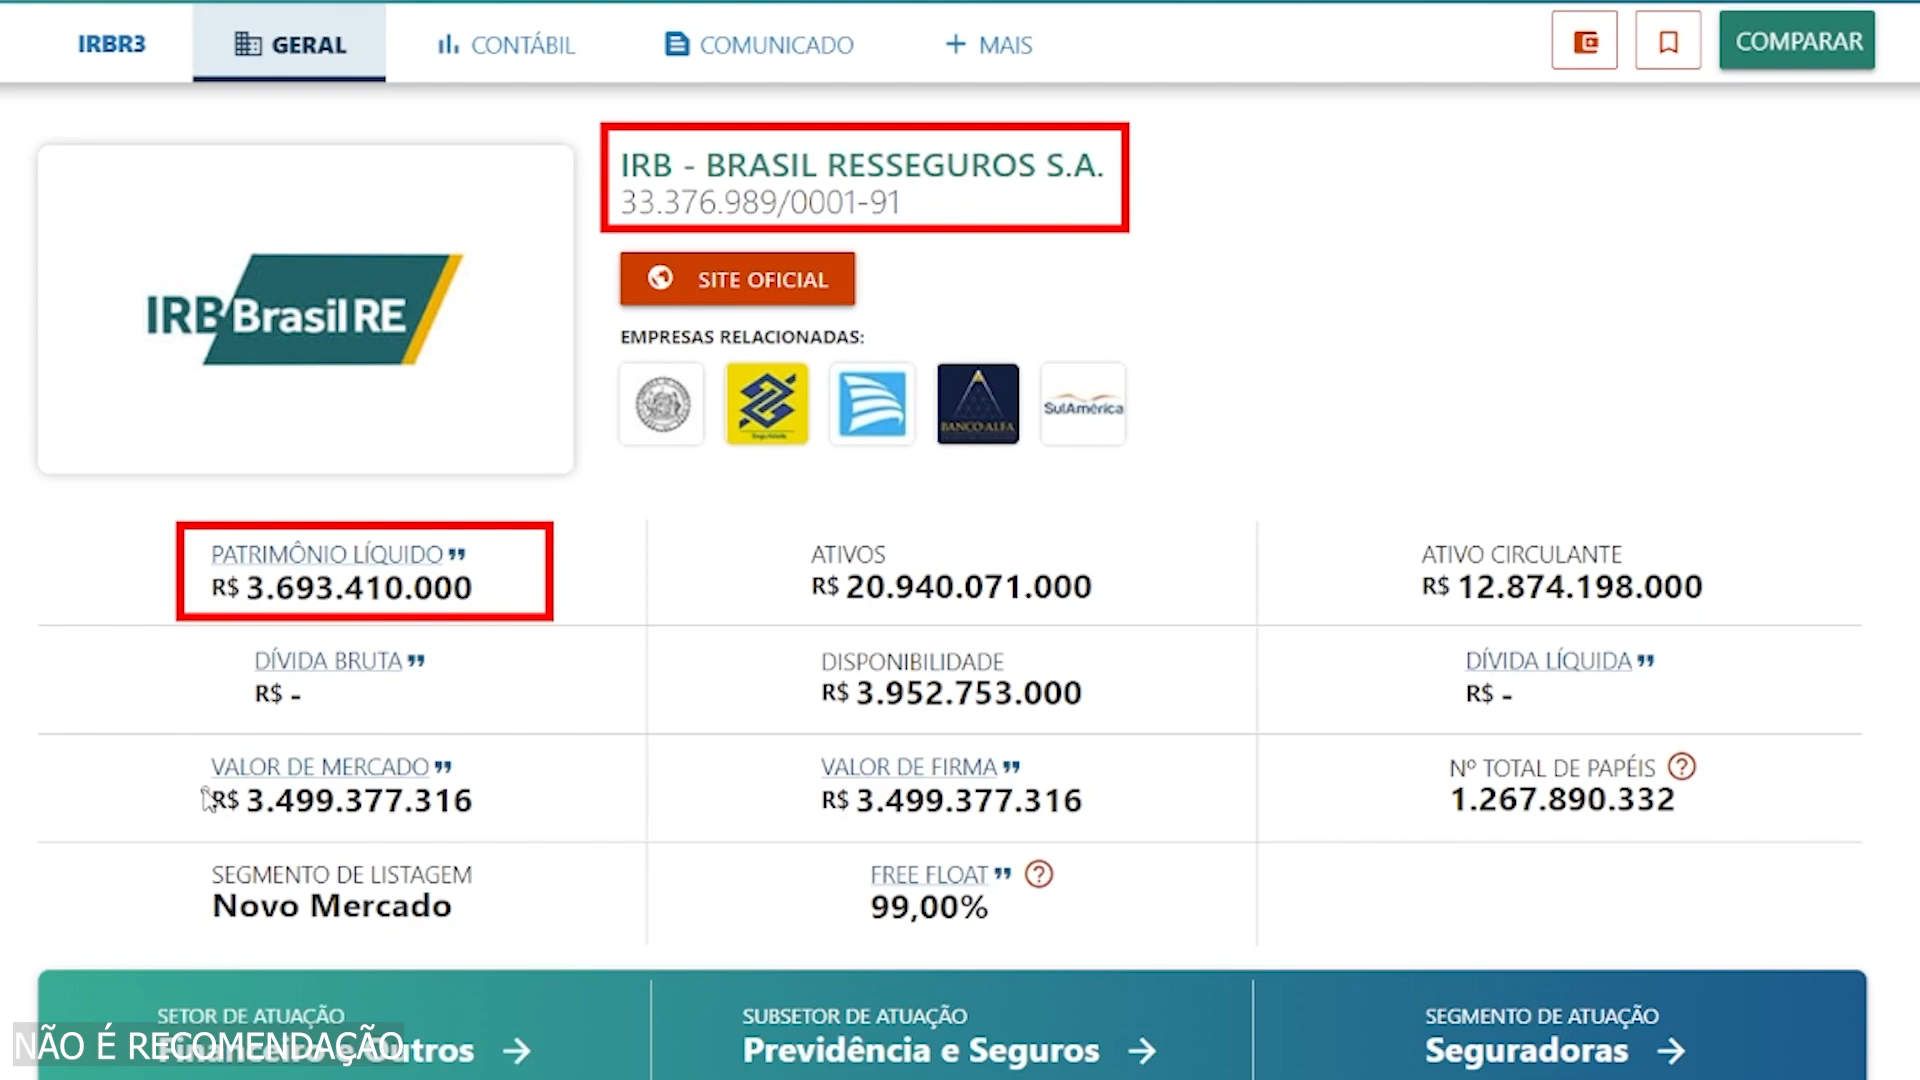 IRBR3
GERAL
CONTÁBIL
COMUNICADO
+ MAIS
COMPARAR
IRB Brasil RE
IRB - BRASIL RESSEGUROS S.A.
33.376.989/0001-91
SITE OFICIAL
EMPRESAS RELACIONADAS:
BANCO ALFA
SulAmérica
PATRIMÔNIO LÍQUIDO
R$ 3.693.410.000
ATIVOS
R$ 20.940.071.000
ATIVO CIRCULANTE
R$ 12.874.198.000
DÍVIDA BRUTA
R$ -
DISPONIBILIDADE
R$ 3.952.753.000
DÍVIDA LÍQUIDA
R$ -
VALOR DE MERCADO
R$ 3.499.377.316
VALOR DE FIRMA
R$ 3.499.377.316
Nº TOTAL DE PAPÉIS ?
1.267.890.332
SEGMENTO DE LISTAGEM
Novo Mercado
FREE FLOAT ?
99,00%
SETOR DE ATUAÇÃO
Financeiro e Outros
SUBSETOR DE ATUAÇÃO
Previdência e Seguros
SEGMENTO DE ATUAÇÃO
Seguradoras
NÃO É RECOMENDAÇÃO